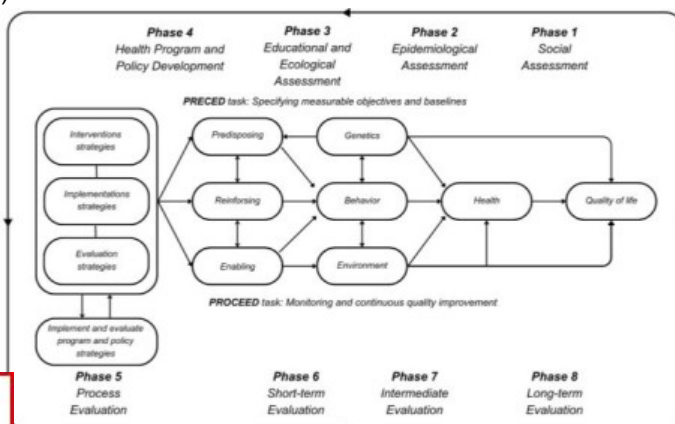 Phase 4
Health Program and
Policy Development
Phase 3
Educational and
Ecological
Assessment
Phase 2
Epidemiological
Assessment
Phase 1
Social
Assessment
PRECED task: Specifying measurable objectives and baselines
Interventions
strategies
Implementations
strategies
Evaluation
strategies
Predisposing
Reinforsing
Enabling
Genetics
Behavior
Environment
Health
Quality of life
PROCEED task: Monitoring and continuous quality improvement
Implement and evaluate
program and policy
strategies
Phase 5
Process
Evaluation
Phase 6
Short-term
Evaluation
Phase 7
Intermediate
Evaluation
Phase 8
Long-term
Evaluation